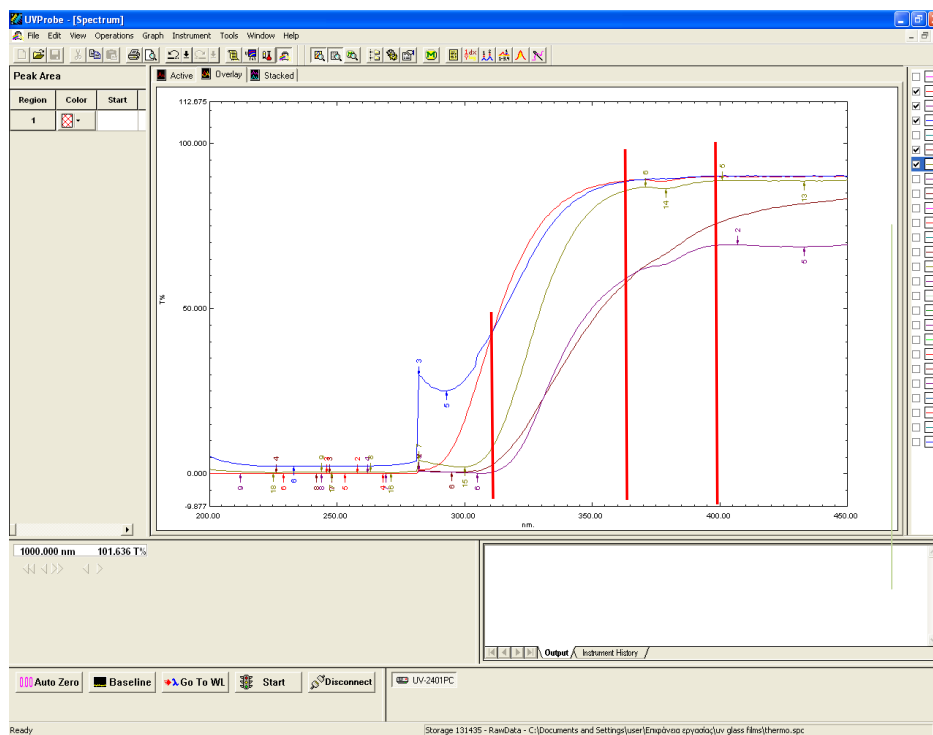 UVProbe - [Spectrum]
File Edit View Operations Graph Instrument Tools Window Help
Peak Area
Region Color Start
1
Active Overlay Stacked
112.675
100.000
50.000
0.000
-9.877
T%
200.00 250.00 300.00 350.00 400.00 450.00
nm.
1000.000 nm 101.636 T%
Output Instrument History
Auto Zero Baseline Go To WL Start Disconnect
UV-2401PC
Ready
Storage 131435 - RawData - C:\Documents and Settings\user\Επιφάνεια εργασίας\uv glass films\thermo.spc